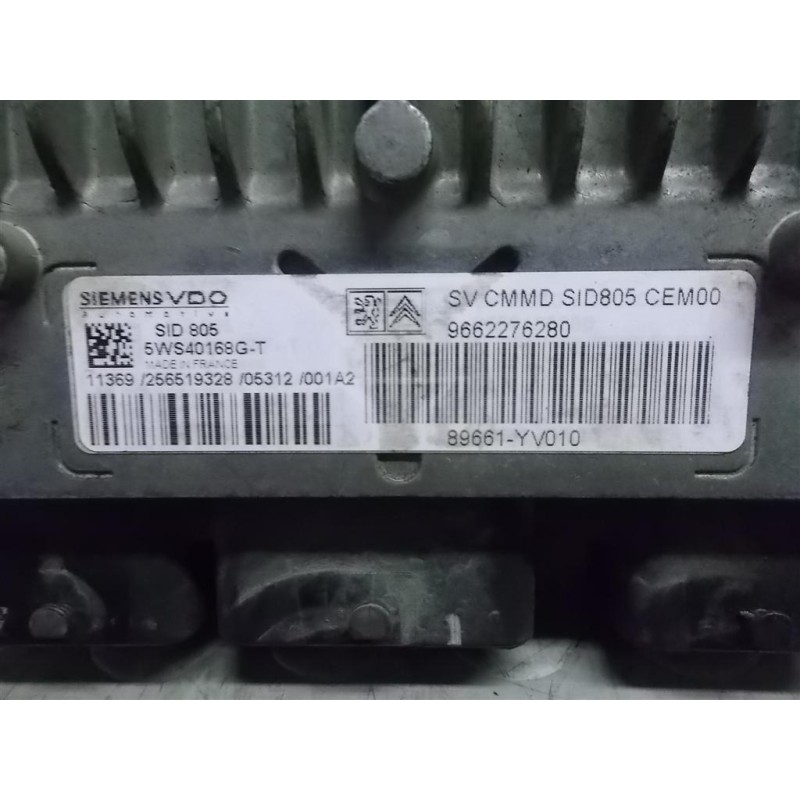 SIEMENS VDO
Automotive
SID 805
5WS40168G-T
MADE IN FRANCE
11369 /256519328 /05312 /001A2
SV CMMD SID805 CEM00
9662276280
89661-YV010